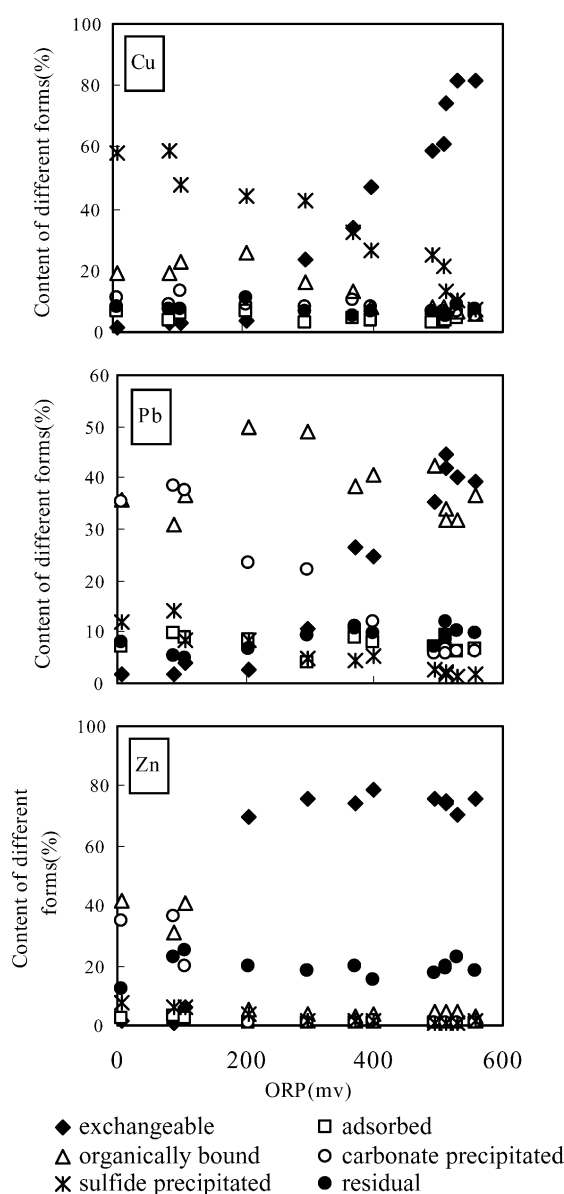 Content of different forms(%)
100
80
60
40
20
0
Cu
Content of different forms(%)
60
50
40
30
20
10
0
Pb
Content of different
forms(%)
100
80
60
40
20
0
Zn
0 200 400 600
ORP(mv)
exchangeable adsorbed
organically bound carbonate precipitated
sulfide precipitated residual